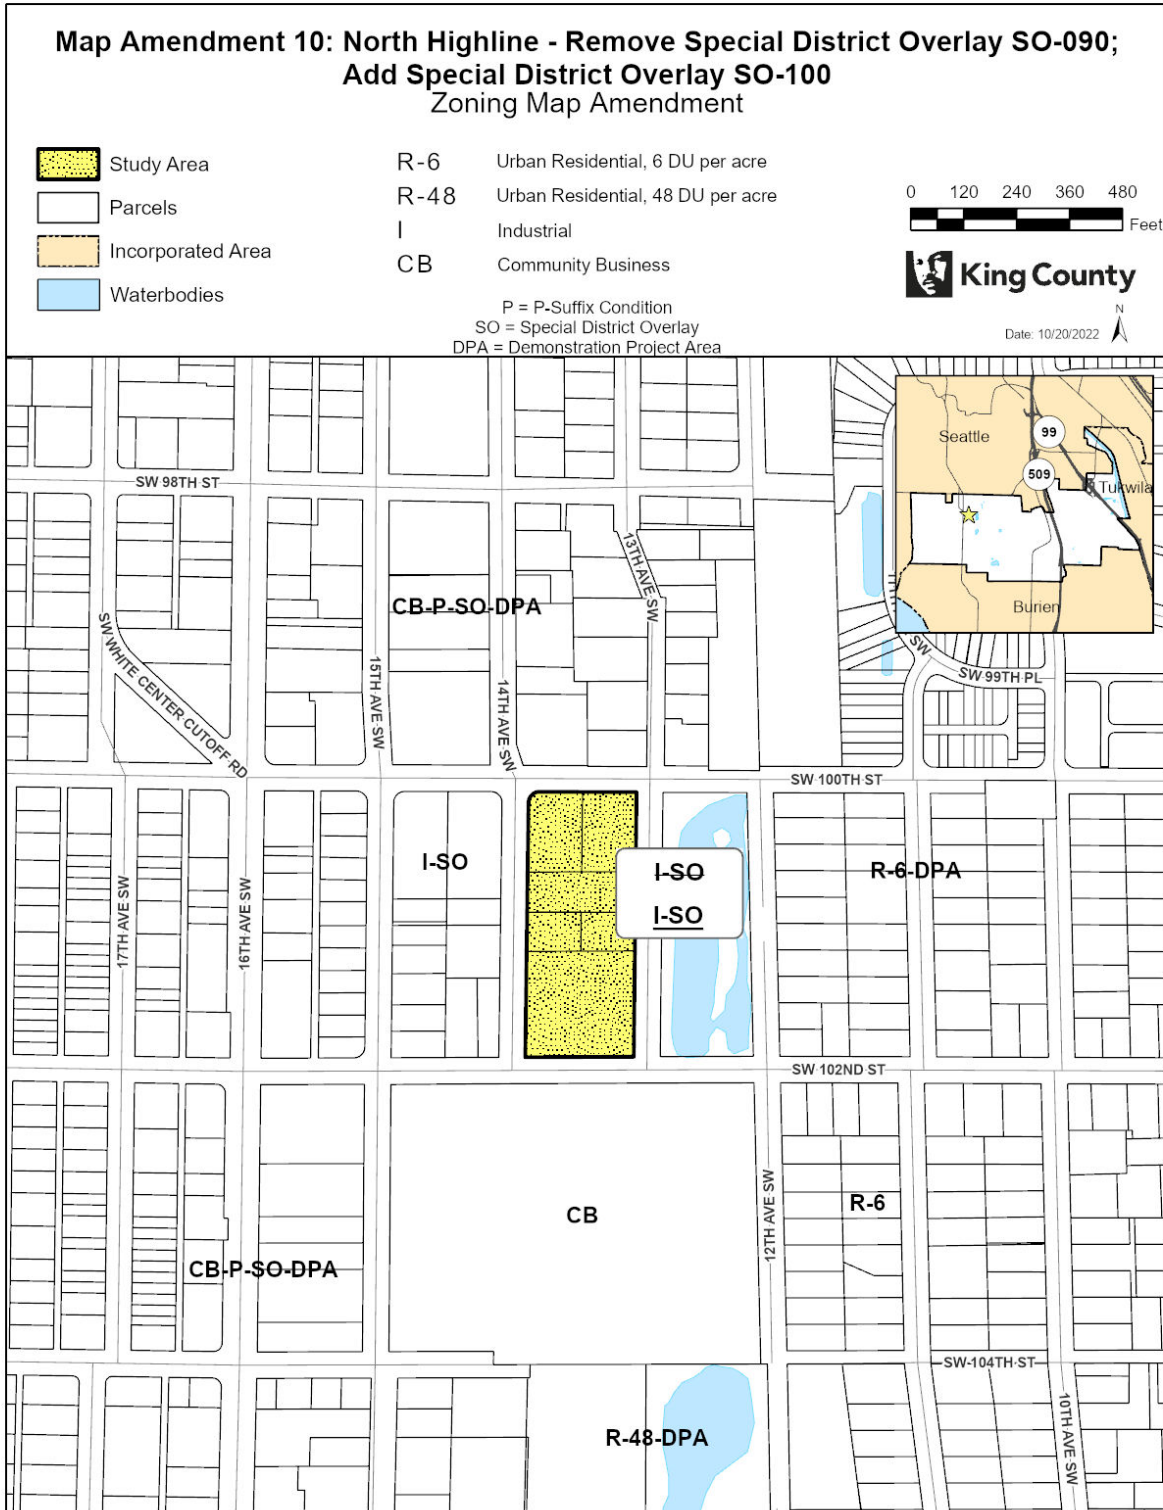 Map Amendment 10: North Highline - Remove Special District Overlay SO-090;
Add Special District Overlay SO-100
Zoning Map Amendment
Study Area
Parcels
Incorporated Area
Waterbodies
R-6 Urban Residential, 6 DU per acre
R-48 Urban Residential, 48 DU per acre
I Industrial
CB Community Business
P = P-Suffix Condition
SO = Special District Overlay
DPA = Demonstration Project Area
0 120 240 360 480
Feet
King County
N
Date: 10/20/2022
Seattle
99
509
Tukwila
Burien
SW 98TH ST
13TH AVE SW
CB-P-SO-DPA
SW WHITE CENTER CUTOFF RD
15TH AVE SW
14TH AVE SW
SW
SW 99TH PL
SW 100TH ST
I-SO
I-SO
I-SO
R-6-DPA
17TH AVE SW
16TH AVE SW
SW 102ND ST
CB
12TH AVE SW
R-6
CB-P-SO-DPA
SW 104TH ST
10TH AVE SW
R-48-DPA